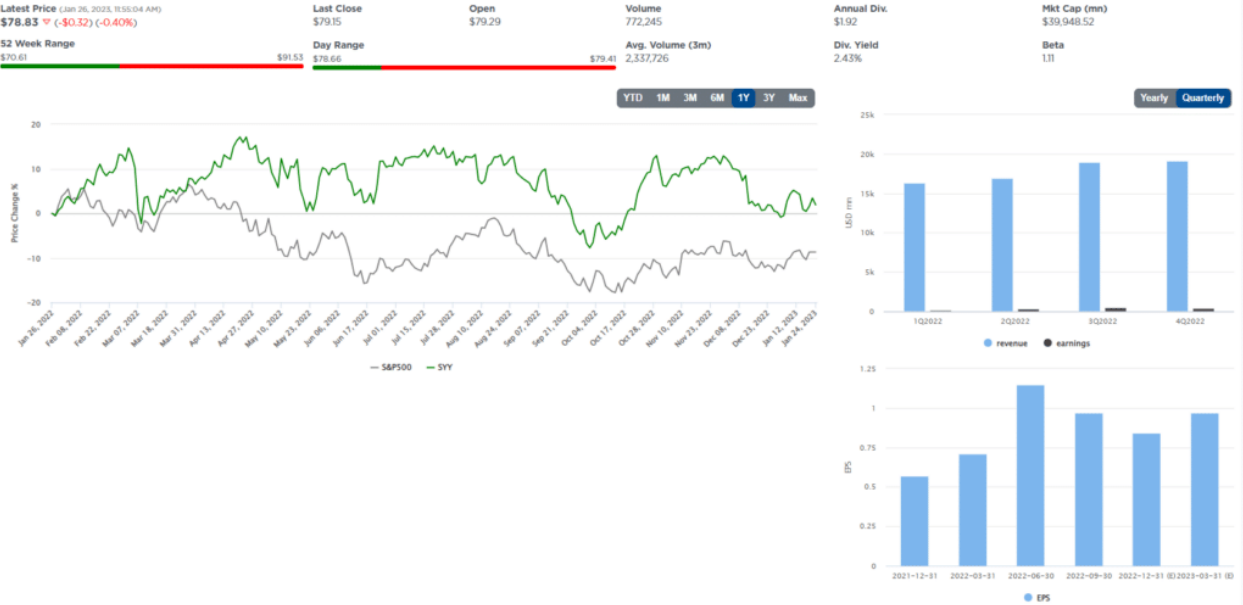 Latest Price (Jan 26, 2023, 11:55:04 AM)
$78.83 ▽ (-$0.32) (-0.40%)
Last Close
$79.15
Open
$79.29
Volume
772,245
Annual Div.
$1.92
Mkt Cap (mn)
$39,948.52
52 Week Range
$70.61 $91.53
Day Range
$78.66 $79.41
Avg. Volume (3m)
2,337,726
Div. Yield
2.43%
Beta
1.11
YTD 1M 3M 6M 1Y 3Y Max
Price Change %
20
10
0
-10
-20
Jan 26, 2022
Feb 08, 2022
Feb 22, 2022
Mar 07, 2022
Mar 18, 2022
Mar 31, 2022
Apr 13, 2022
Apr 27, 2022
May 10, 2022
May 23, 2022
Jun 06, 2022
Jun 17, 2022
Jul 01, 2022
Jul 15, 2022
Jul 28, 2022
Aug 10, 2022
Aug 24, 2022
Sep 07, 2022
Sep 21, 2022
Oct 04, 2022
Oct 17, 2022
Oct 28, 2022
Nov 10, 2022
Nov 23, 2022
Dec 08, 2022
Dec 23, 2022
Jan 12, 2023
Jan 24, 2023
S&P500 SYY
Yearly Quarterly
USD mn
25k
20k
15k
10k
5k
0
1Q2022 2Q2022 3Q2022 4Q2022
revenue earnings
EPS
1.25
1
0.75
0.5
0.25
0
2021-12-31 2022-03-31 2022-06-30 2022-09-30 2022-12-31 (E) 2023-03-31 (E)
EPS